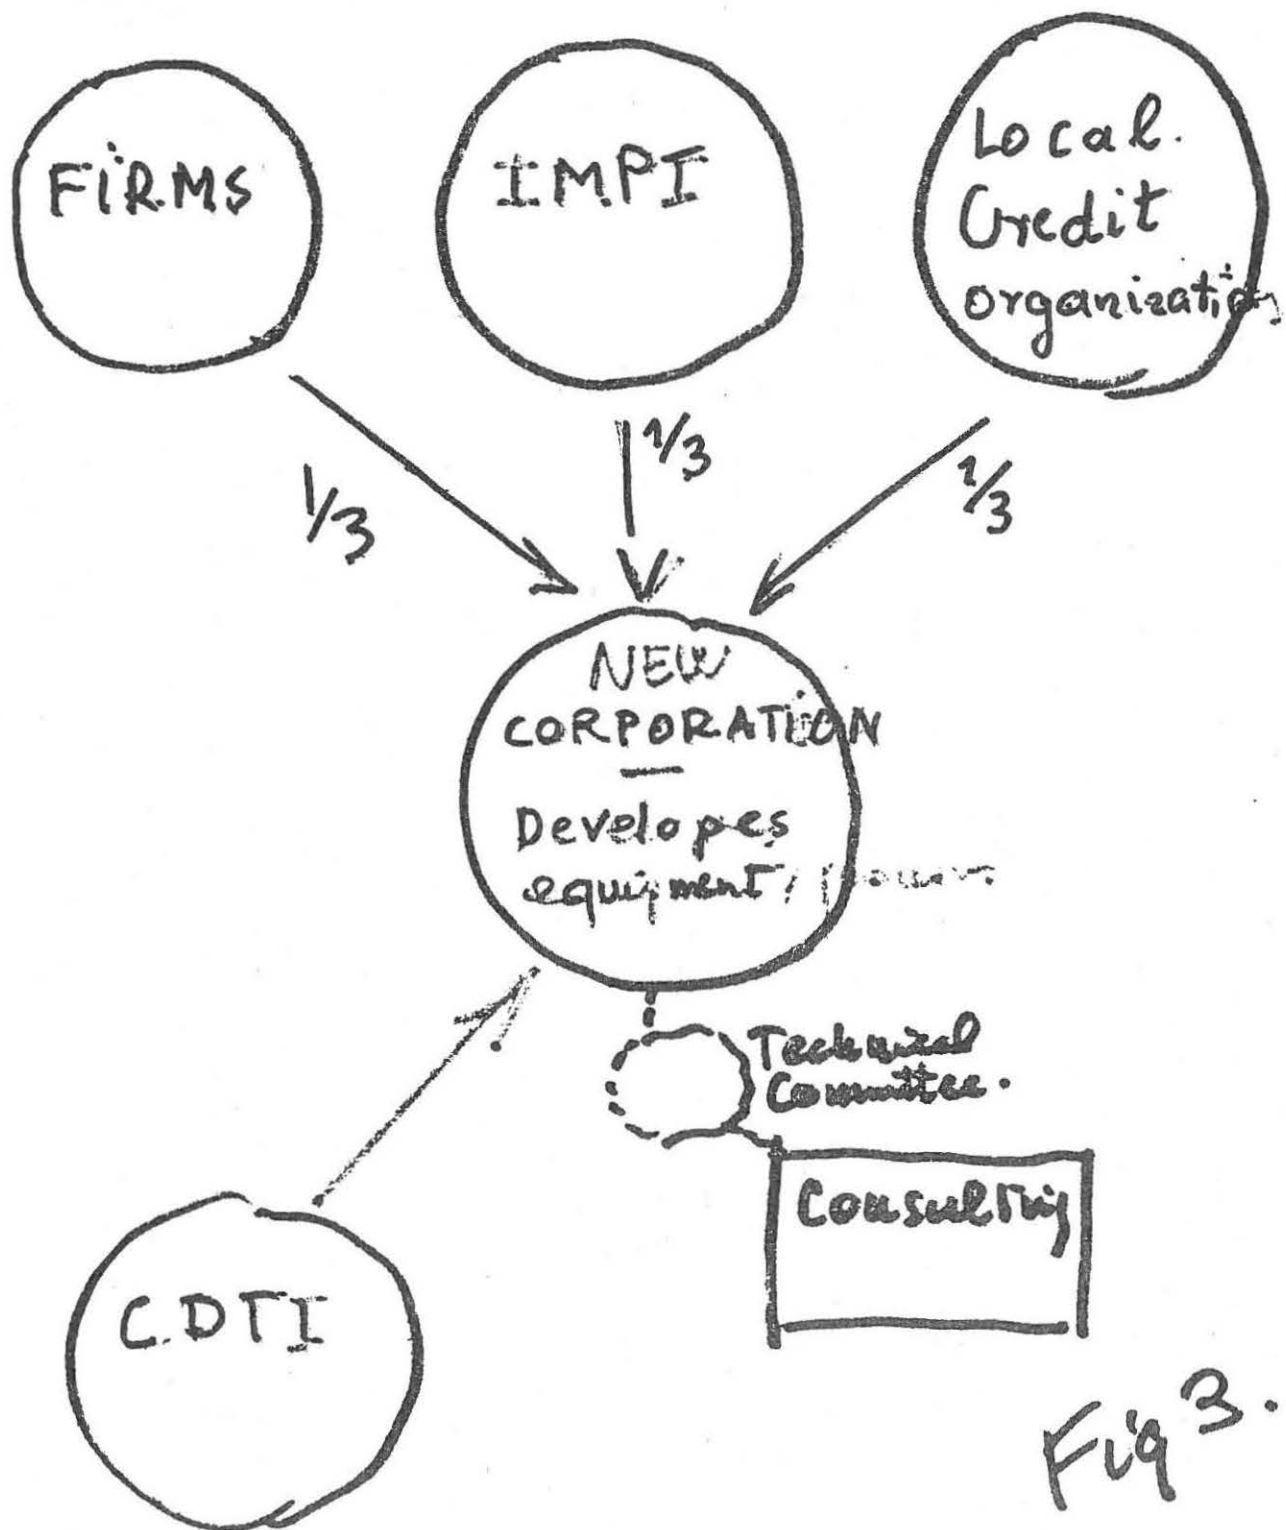 FIRMS
IMPI
Local.
Credit
organization
1/3
1/3
1/3
NEW
CORPORATION
—
Developes
equipment /
Technical
Committee.
Consulting
CDTI
Fig 3.